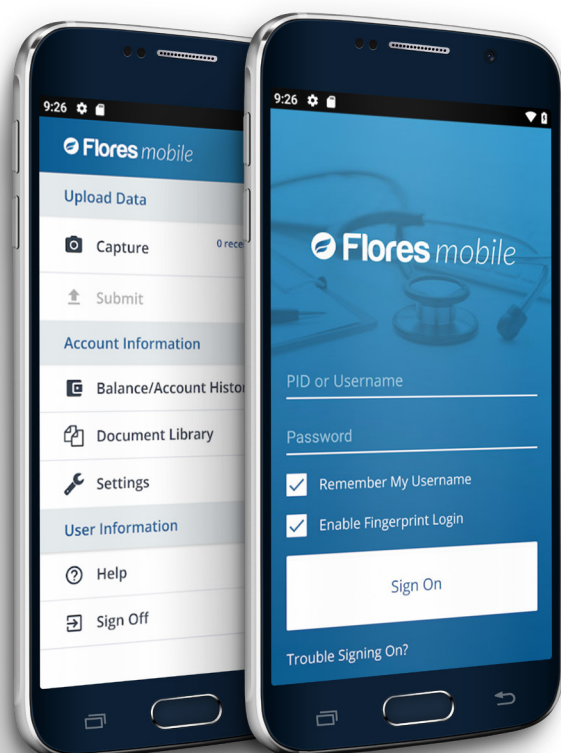 9:26
Flores mobile
Upload Data
Capture
0 recei
Submit
Account Information
Balance/Account Histo
Document Library
Settings
User Information
Help
Sign Off
9:26
Flores mobile
PID or Username
Password
Remember My Username
Enable Fingerprint Login
Sign On
Trouble Signing On?